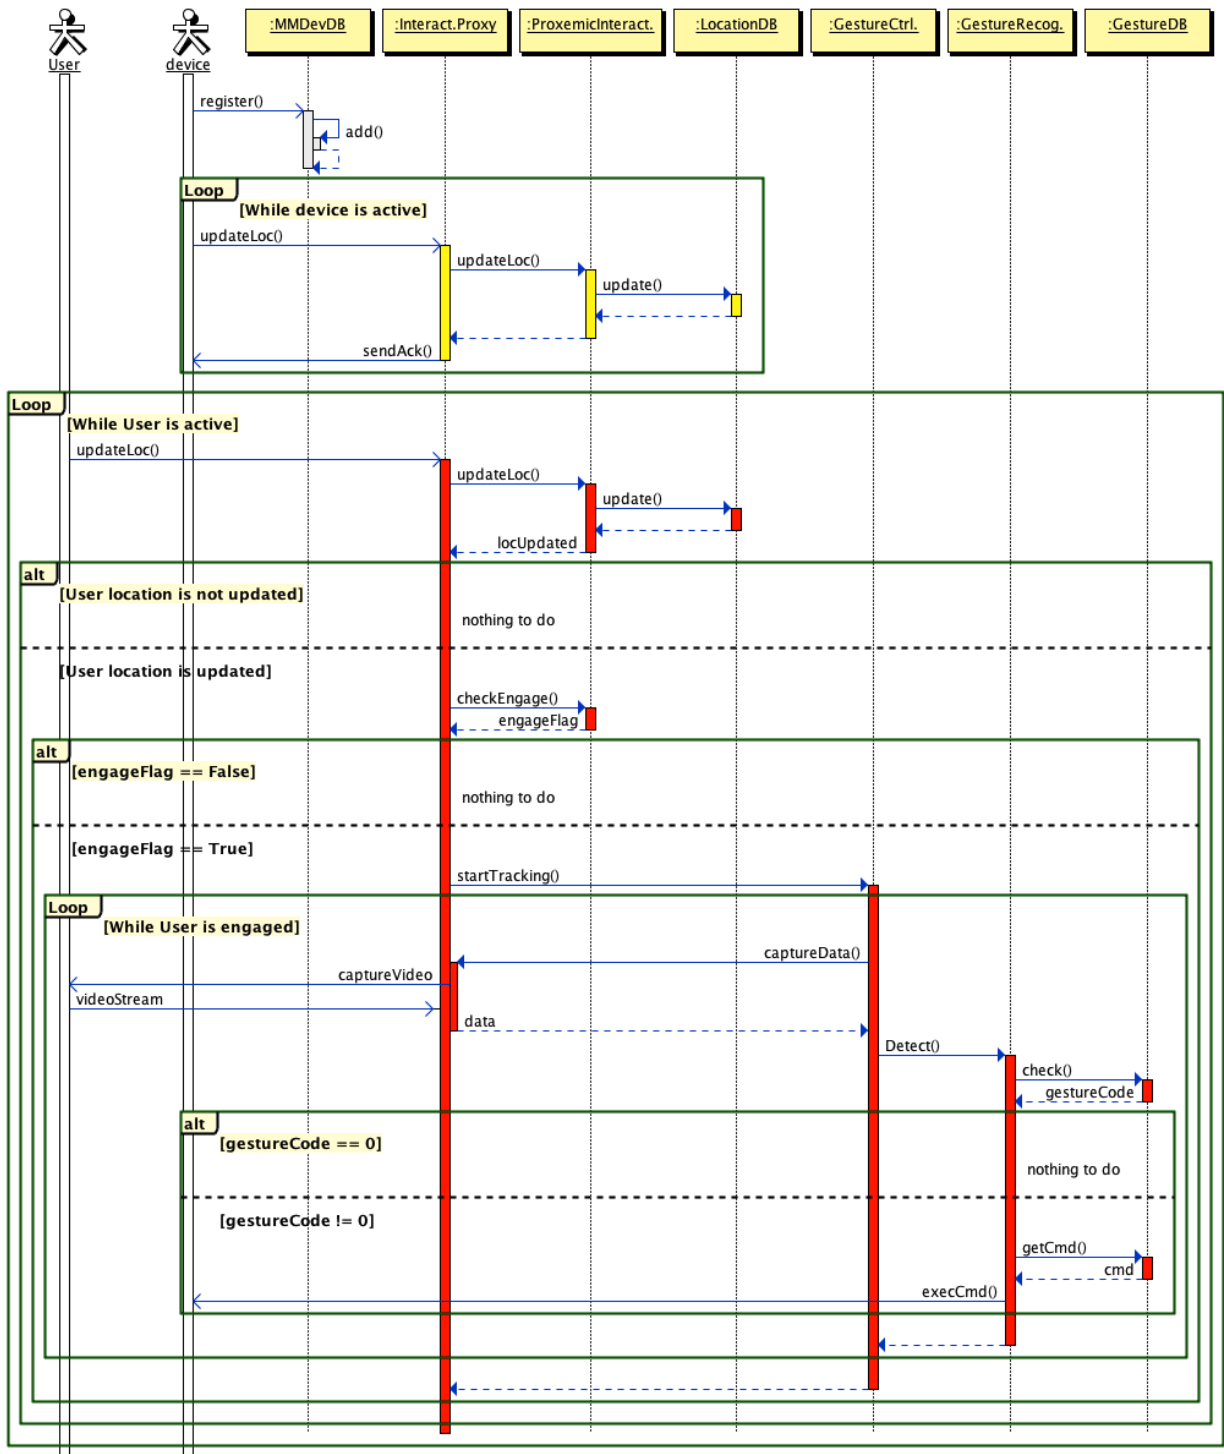 :MMDevDB
:Interact.Proxy
:ProxemicInteract.
:LocationDB
:GestureCtrl.
:GestureRecog.
:GestureDB
User
device
register()
add()
Loop
[While device is active]
updateLoc()
updateLoc()
update()
sendAck()
Loop
[While User is active]
updateLoc()
updateLoc()
update()
locUpdated
alt
[User location is not updated]
nothing to do
[User location is updated]
checkEngage()
engageFlag
alt
[engageFlag == False]
nothing to do
[engageFlag == True]
startTracking()
Loop
[While User is engaged]
captureData()
captureVideo
videoStream
data
Detect()
check()
gestureCode
alt
[gestureCode == 0]
nothing to do
[gestureCode != 0]
getCmd()
cmd
execCmd()